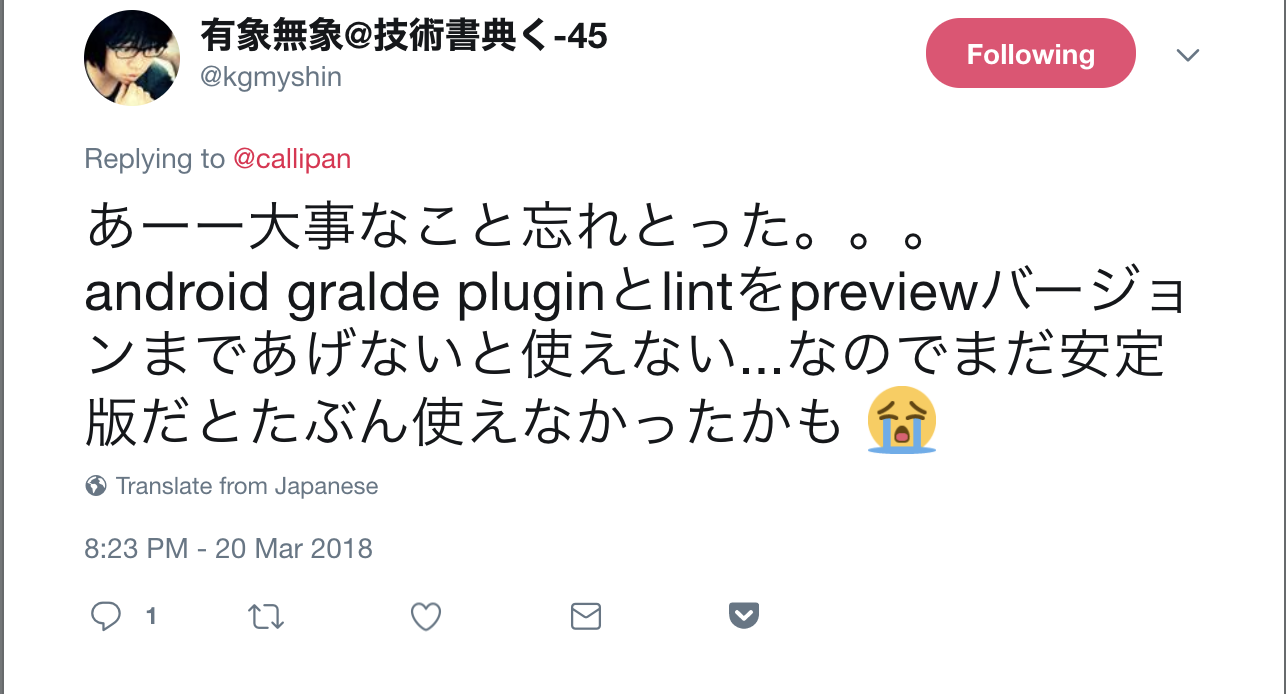 有象無象@技術書典く-45
@kgmyshin
Following
Replying to @callipan
あーー大事なこと忘れとった。。。
android gralde pluginとlintをpreviewバージョ
ンまであげないと使えない...なのでまだ安定
版だとたぶん使えなかったかも 😭
Translate from Japanese
8:23 PM - 20 Mar 2018
1